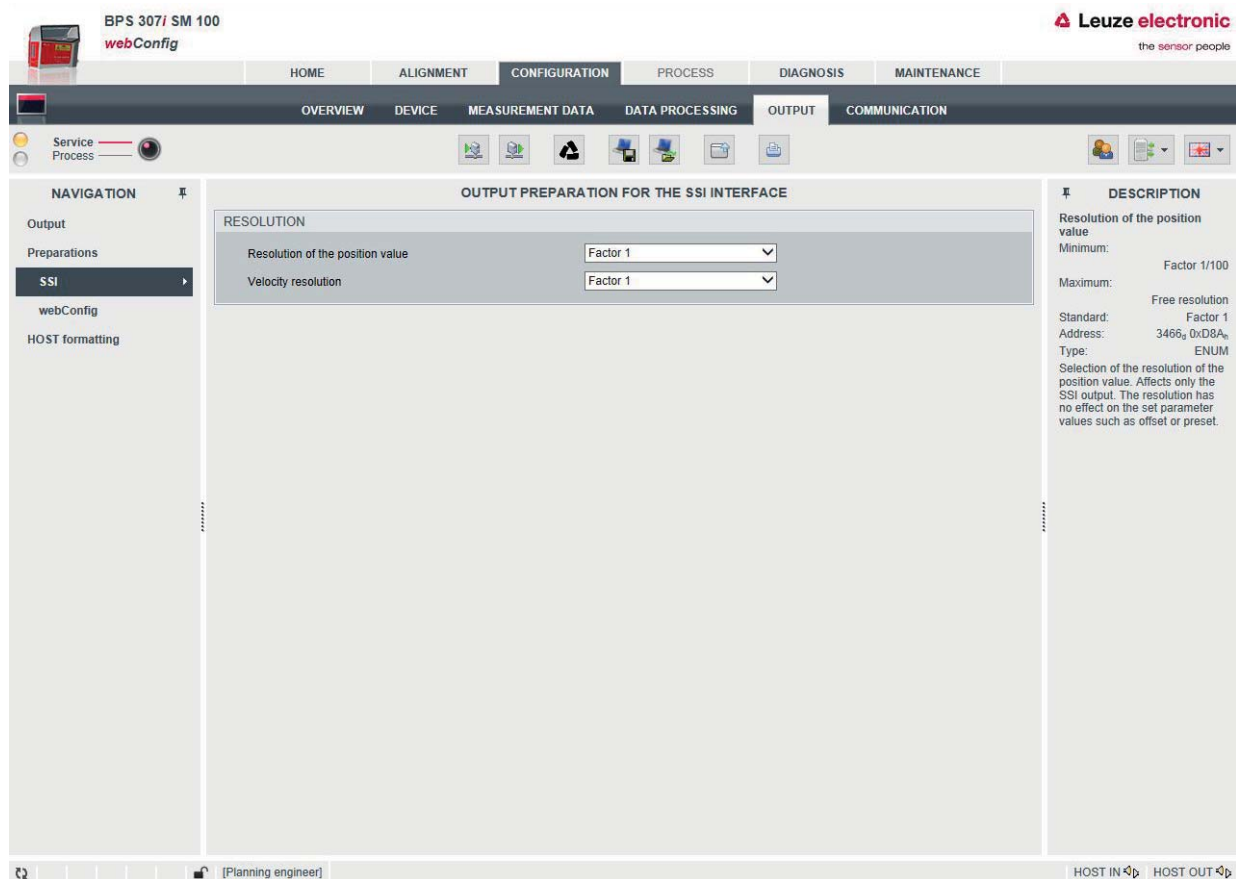 BPS 307i SM 100
webConfig
Leuze electronic
the sensor people
HOME ALIGNMENT CONFIGURATION PROCESS DIAGNOSIS MAINTENANCE
OVERVIEW DEVICE MEASUREMENT DATA DATA PROCESSING OUTPUT COMMUNICATION
Service
Process
NAVIGATION
Output
Preparations
SSI
webConfig
HOST formatting
OUTPUT PREPARATION FOR THE SSI INTERFACE
RESOLUTION
Resolution of the position value Factor 1
Velocity resolution Factor 1
DESCRIPTION
Resolution of the position
value
Minimum:
Factor 1/100
Maximum:
Free resolution
Standard: Factor 1
Address: 3466d 0xD8Ah
Type: ENUM
Selection of the resolution of the
position value. Affects only the
SSI output. The resolution has
no effect on the set parameter
values such as offset or preset.
[Planning engineer]
HOST IN HOST OUT